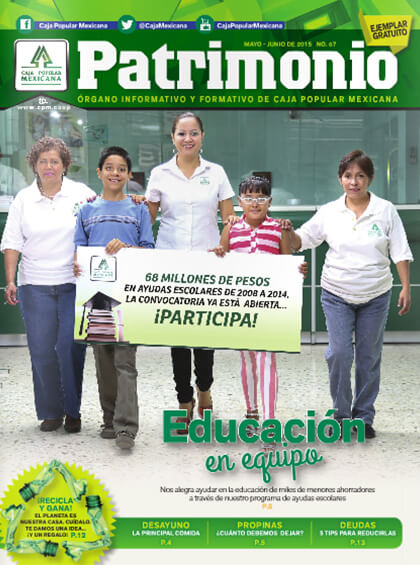 Caja Popular Mexicana
@CajaMexicana
CajaPopularMexicana
EJEMPLAR
GRATUITO
MAYO - JUNIO DE 2015 NO. 67
CAJA POPULAR
MEXICANA
Patrimonio
www.cpm.coop
ÓRGANO INFORMATIVO Y FORMATIVO DE CAJA POPULAR MEXICANA
68 MILLONES DE PESOS
EN AYUDAS ESCOLARES DE 2008 A 2014,
LA CONVOCATORIA YA ESTÁ ABIERTA...
¡PARTICIPA!
Educación
en equipo
Nos alegra ayudar en la educación de miles de menores ahorradores
a través de nuestro programa de ayudas escolares
P.8
¡RECICLA
Y GANA!
EL PLANETA ES
NUESTRA CASA, CUÍDALO.
TE DAMOS UNA IDEA...
¡Y UN REGALO! P.12
DESAYUNO
LA PRINCIPAL COMIDA
P.4
PROPINAS
¿CUÁNTO DEBEMOS DEJAR?
P.5
DEUDAS
5 TIPS PARA REDUCIRLAS
P.13